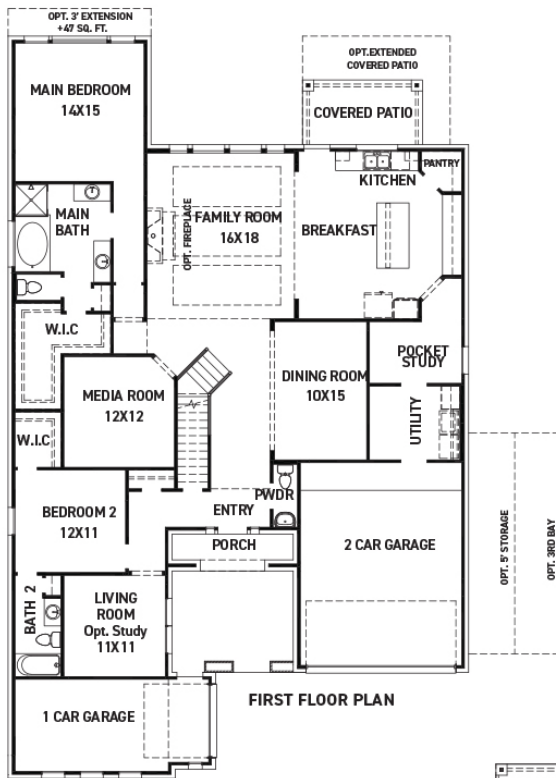 OPT. 3' EXTENSION
+47 SQ. FT.
MAIN BEDROOM
14X15
OPT.EXTENDED
COVERED PATIO
COVERED PATIO
PANTRY
KITCHEN
MAIN
BATH
OPT. FIREPLACE
FAMILY ROOM
16X18
BREAKFAST
W.I.C
POCKET
STUDY
MEDIA ROOM
12X12
DINING ROOM
10X15
UTILITY
W.I.C
BEDROOM 2
12X11
PWDR
ENTRY
PORCH
2 CAR GARAGE
OPT. 5' STORAGE
OPT. 3RD BAY
BATH 2
LIVING
ROOM
Opt. Study
11X11
1 CAR GARAGE
FIRST FLOOR PLAN